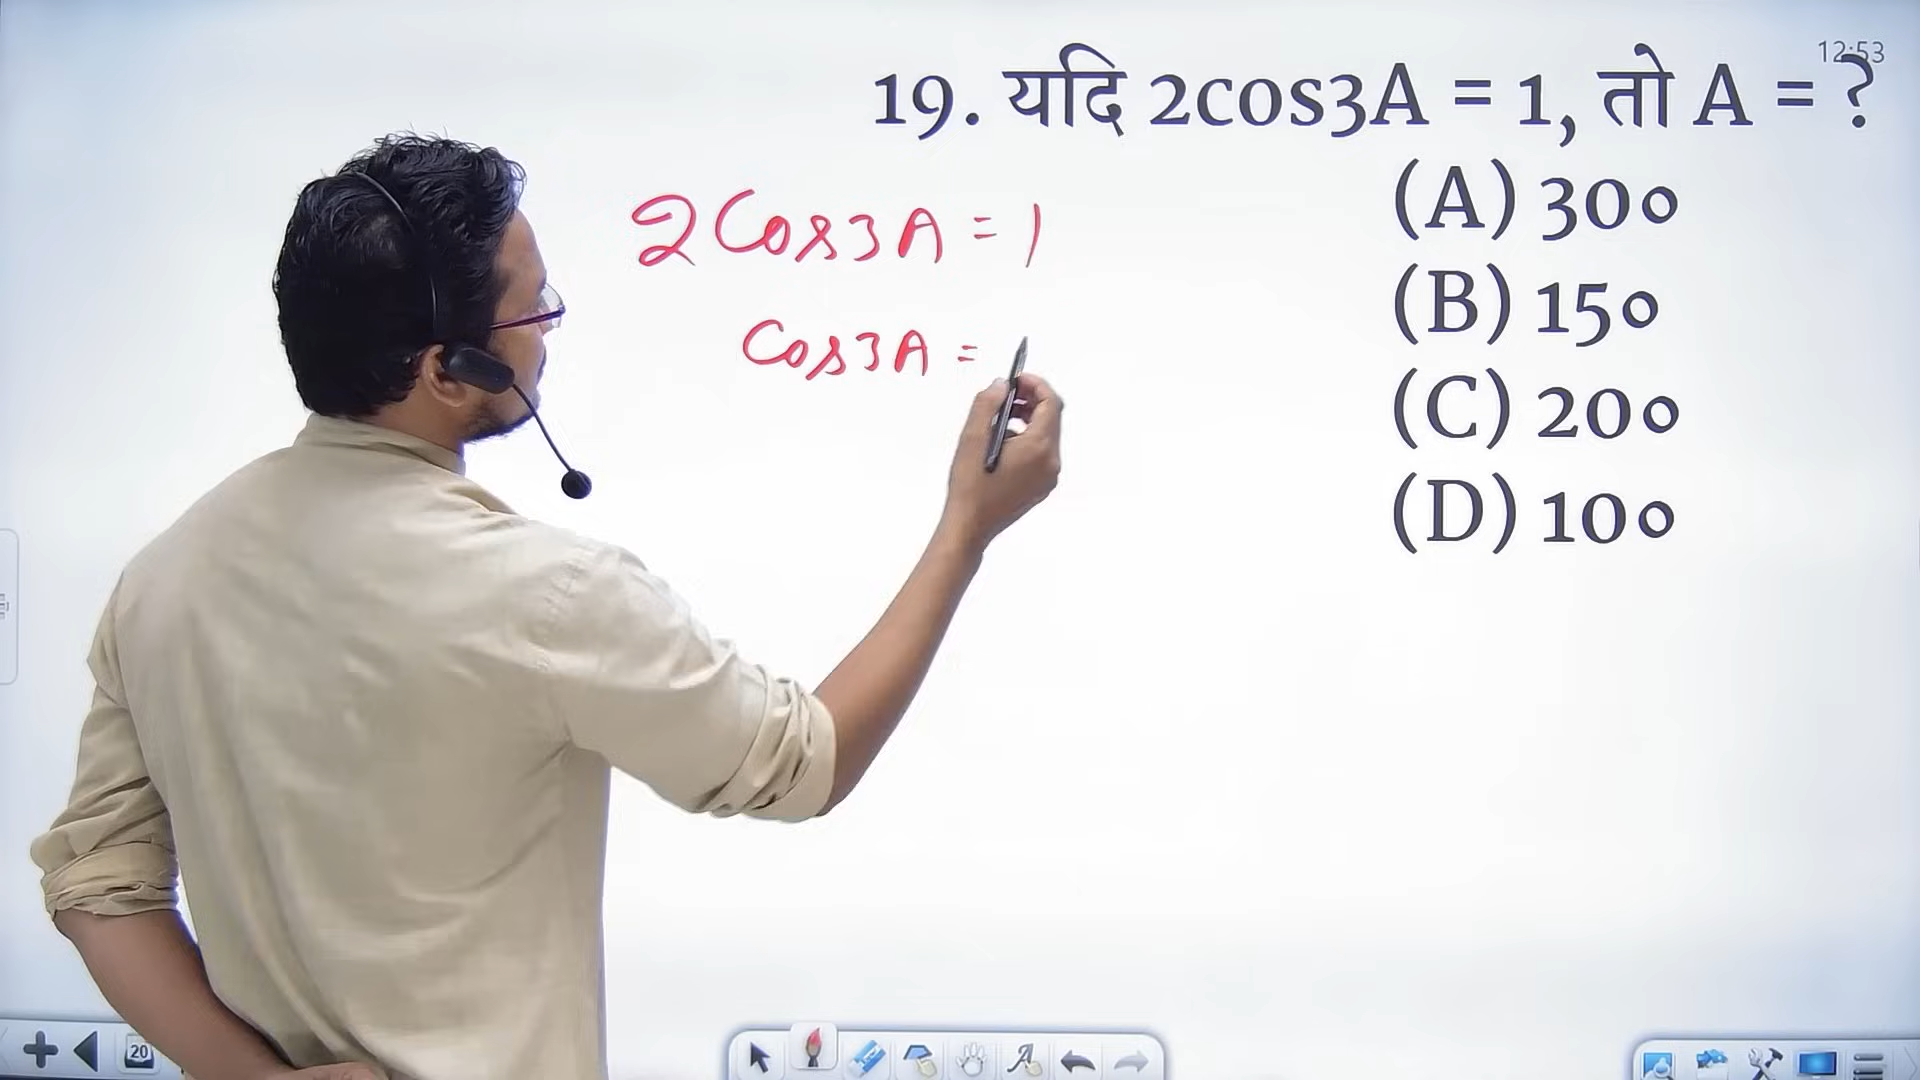 12:53
19. यदि 2cos3A = 1, तो A = ?
2Cos3A = 1
Cos3A =
(A) 30०
(B) 15०
(C) 20०
(D) 10०
20